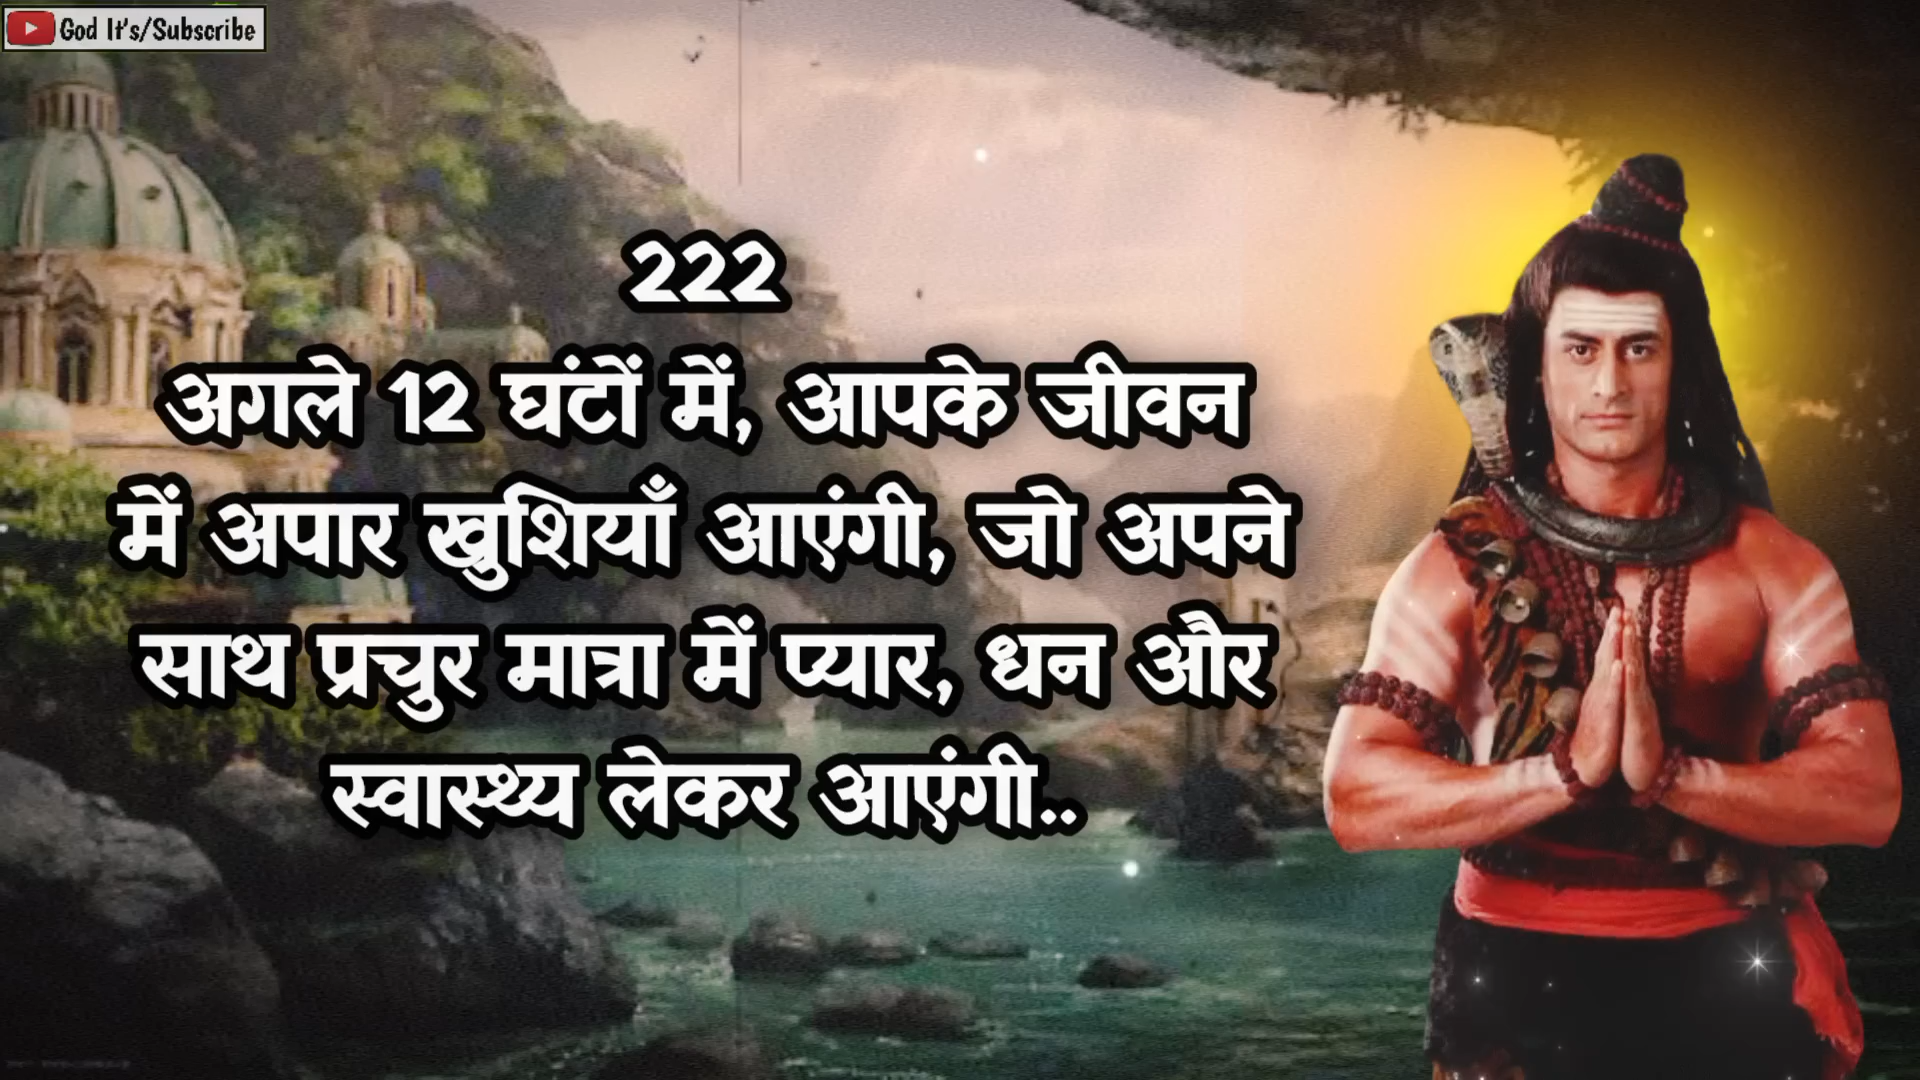 God It's/Subscribe
222
अगले 12 घंटों में, आपके जीवन
में अपार खुशियाँ आएंगी, जो अपने
साथ प्रचुर मात्रा में प्यार, धन और
स्वास्थ्य लेकर आएंगी..